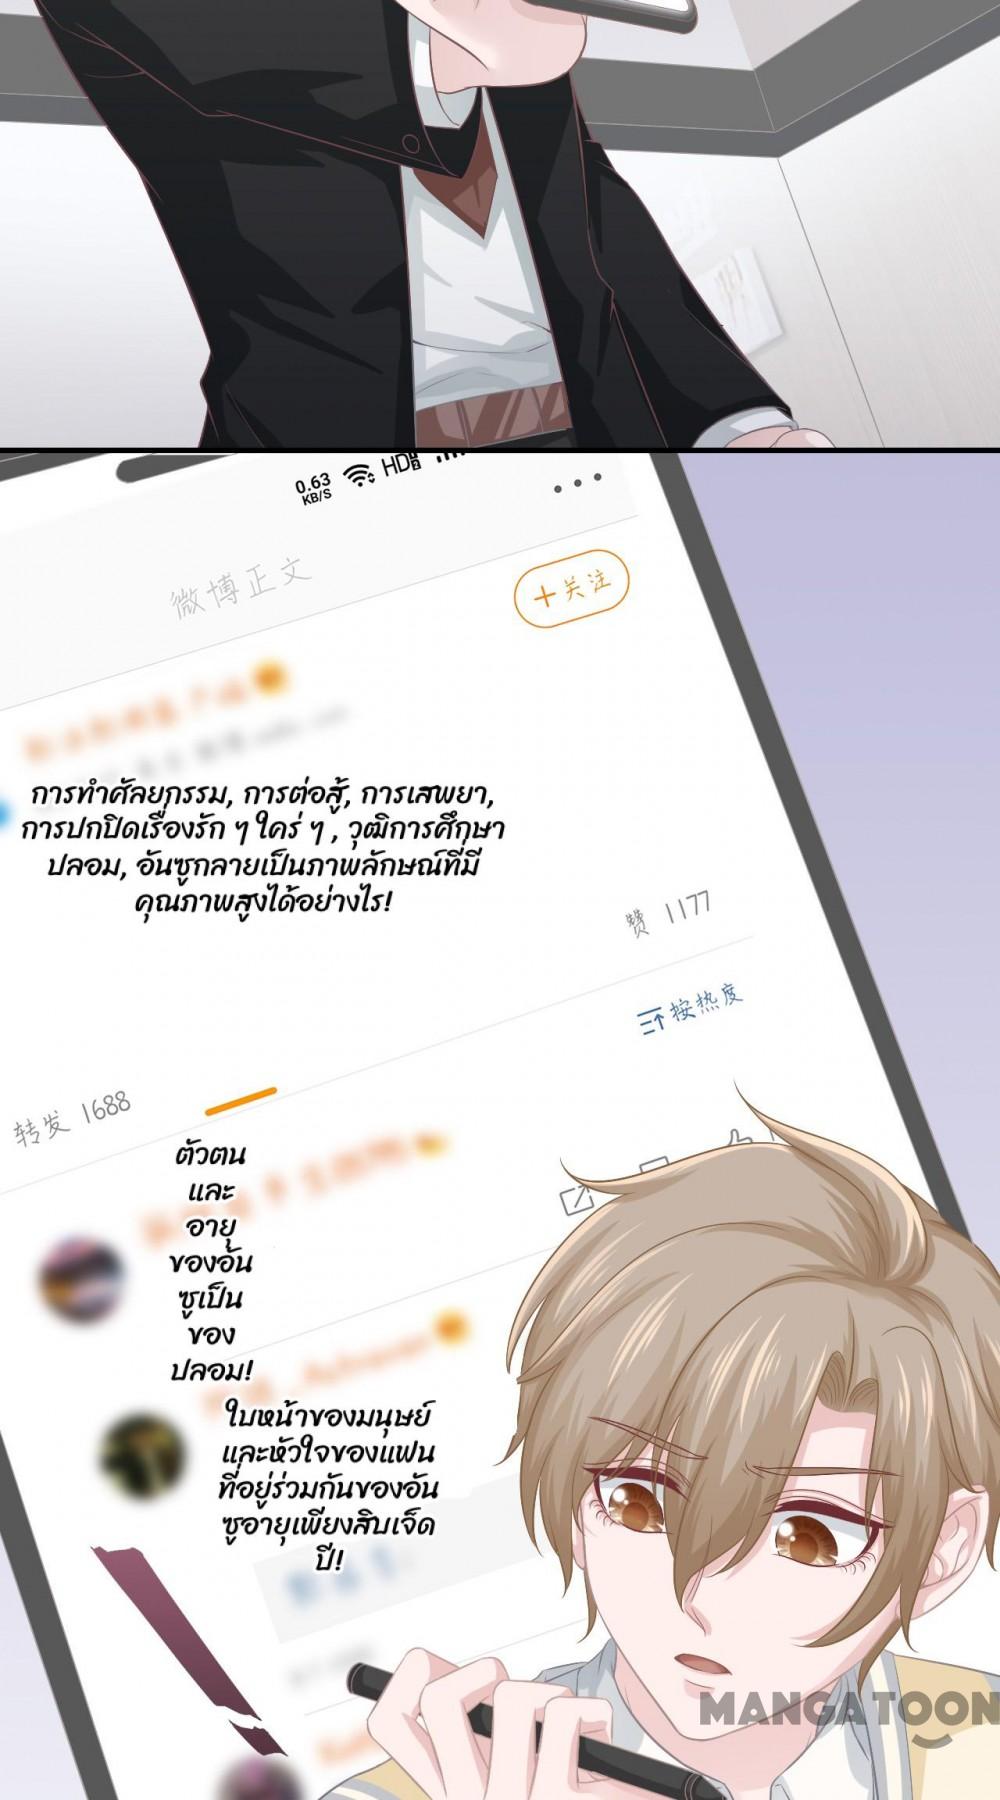 0.63
KB/S
HD
微博正文
+关注
การทำศัลยกรรม, การต่อสู้, การเสพยา,
การปกปิดเรื่องรัก ๆ ใคร่ ๆ , วุฒิการศึกษา
ปลอม, อันซูกลายเป็นภาพลักษณ์ที่มี
คุณภาพสูงได้อย่างไร!
赞 1177
按热度
转发 1688
ตัวตน
และ
อายุ
ของอัน
ซูเป็น
ของ
ปลอม!
ใบหน้าของมนุษย์
และหัวใจของแฟน
ที่อยู่ร่วมกันของอัน
ซูอายุเพียงสิบเจ็ด
ปี!
MANGATOON